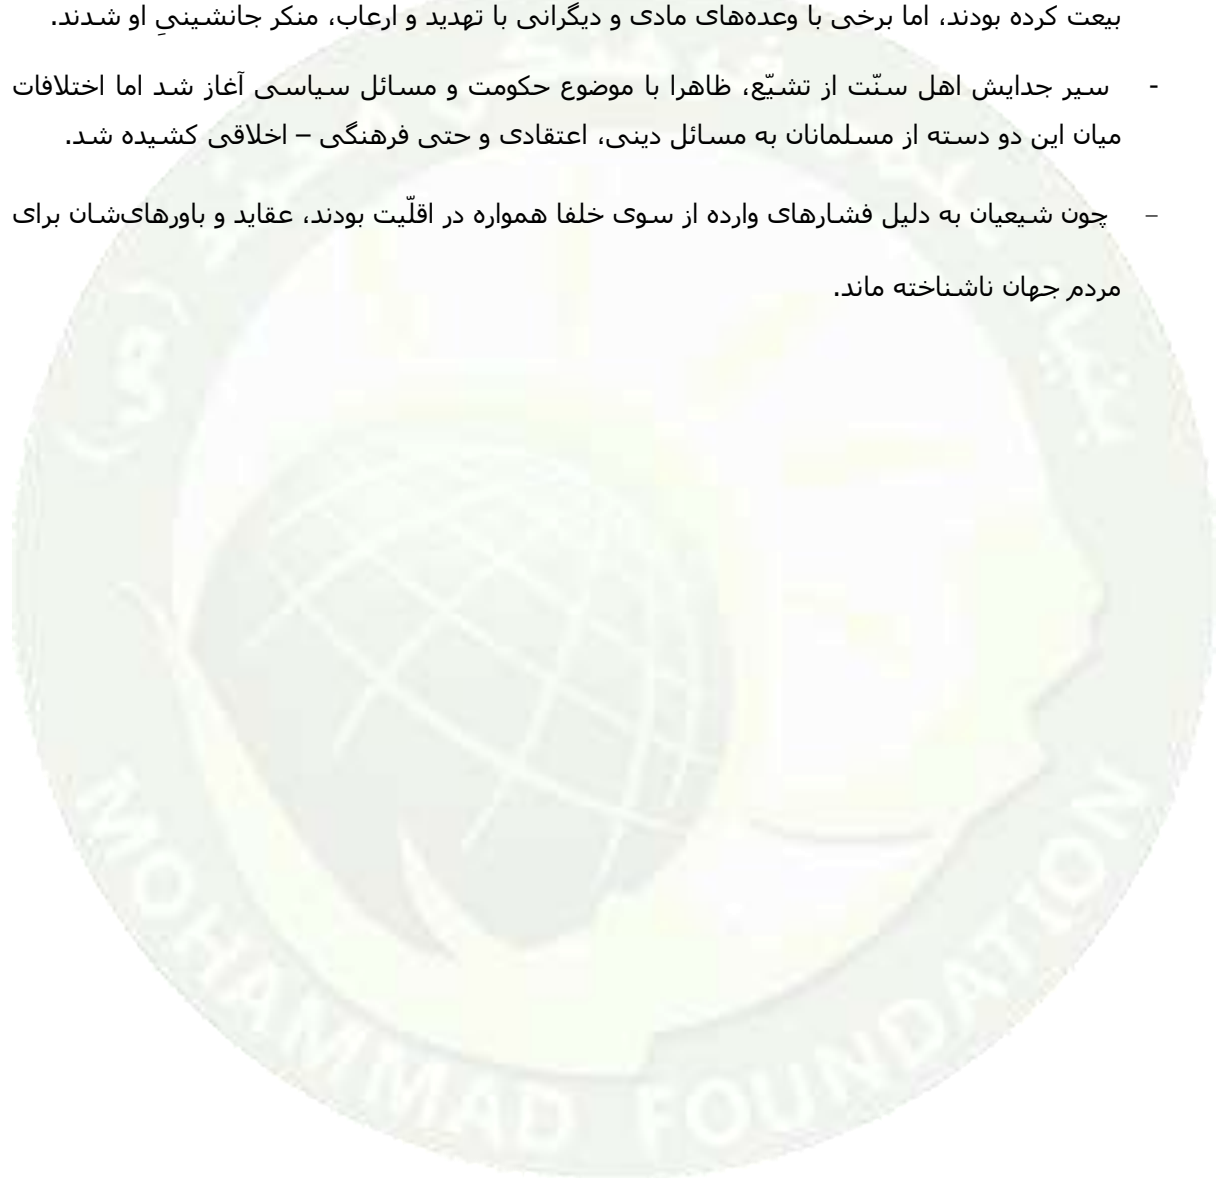 بیعت کرده بودند، اما برخی با وعده‌های مادی و دیگرانی با تهدید و ارعاب، منکر جانشینیِ او شدند.
- سیر جدایش اهل سنّت از تشیّع، ظاهرا با موضوع حکومت و مسائل سیاسی آغاز شد اما اختلافات
میان این دو دسته از مسلمانان به مسائل دینی، اعتقادی و حتی فرهنگی – اخلاقی کشیده شد.
– چون شیعیان به دلیل فشارهای وارده از سوی خلفا همواره در اقلّیت بودند، عقاید و باورهای‌شان برای
مردم جهان ناشناخته ماند.
MOHAMMAD FOUNDATION